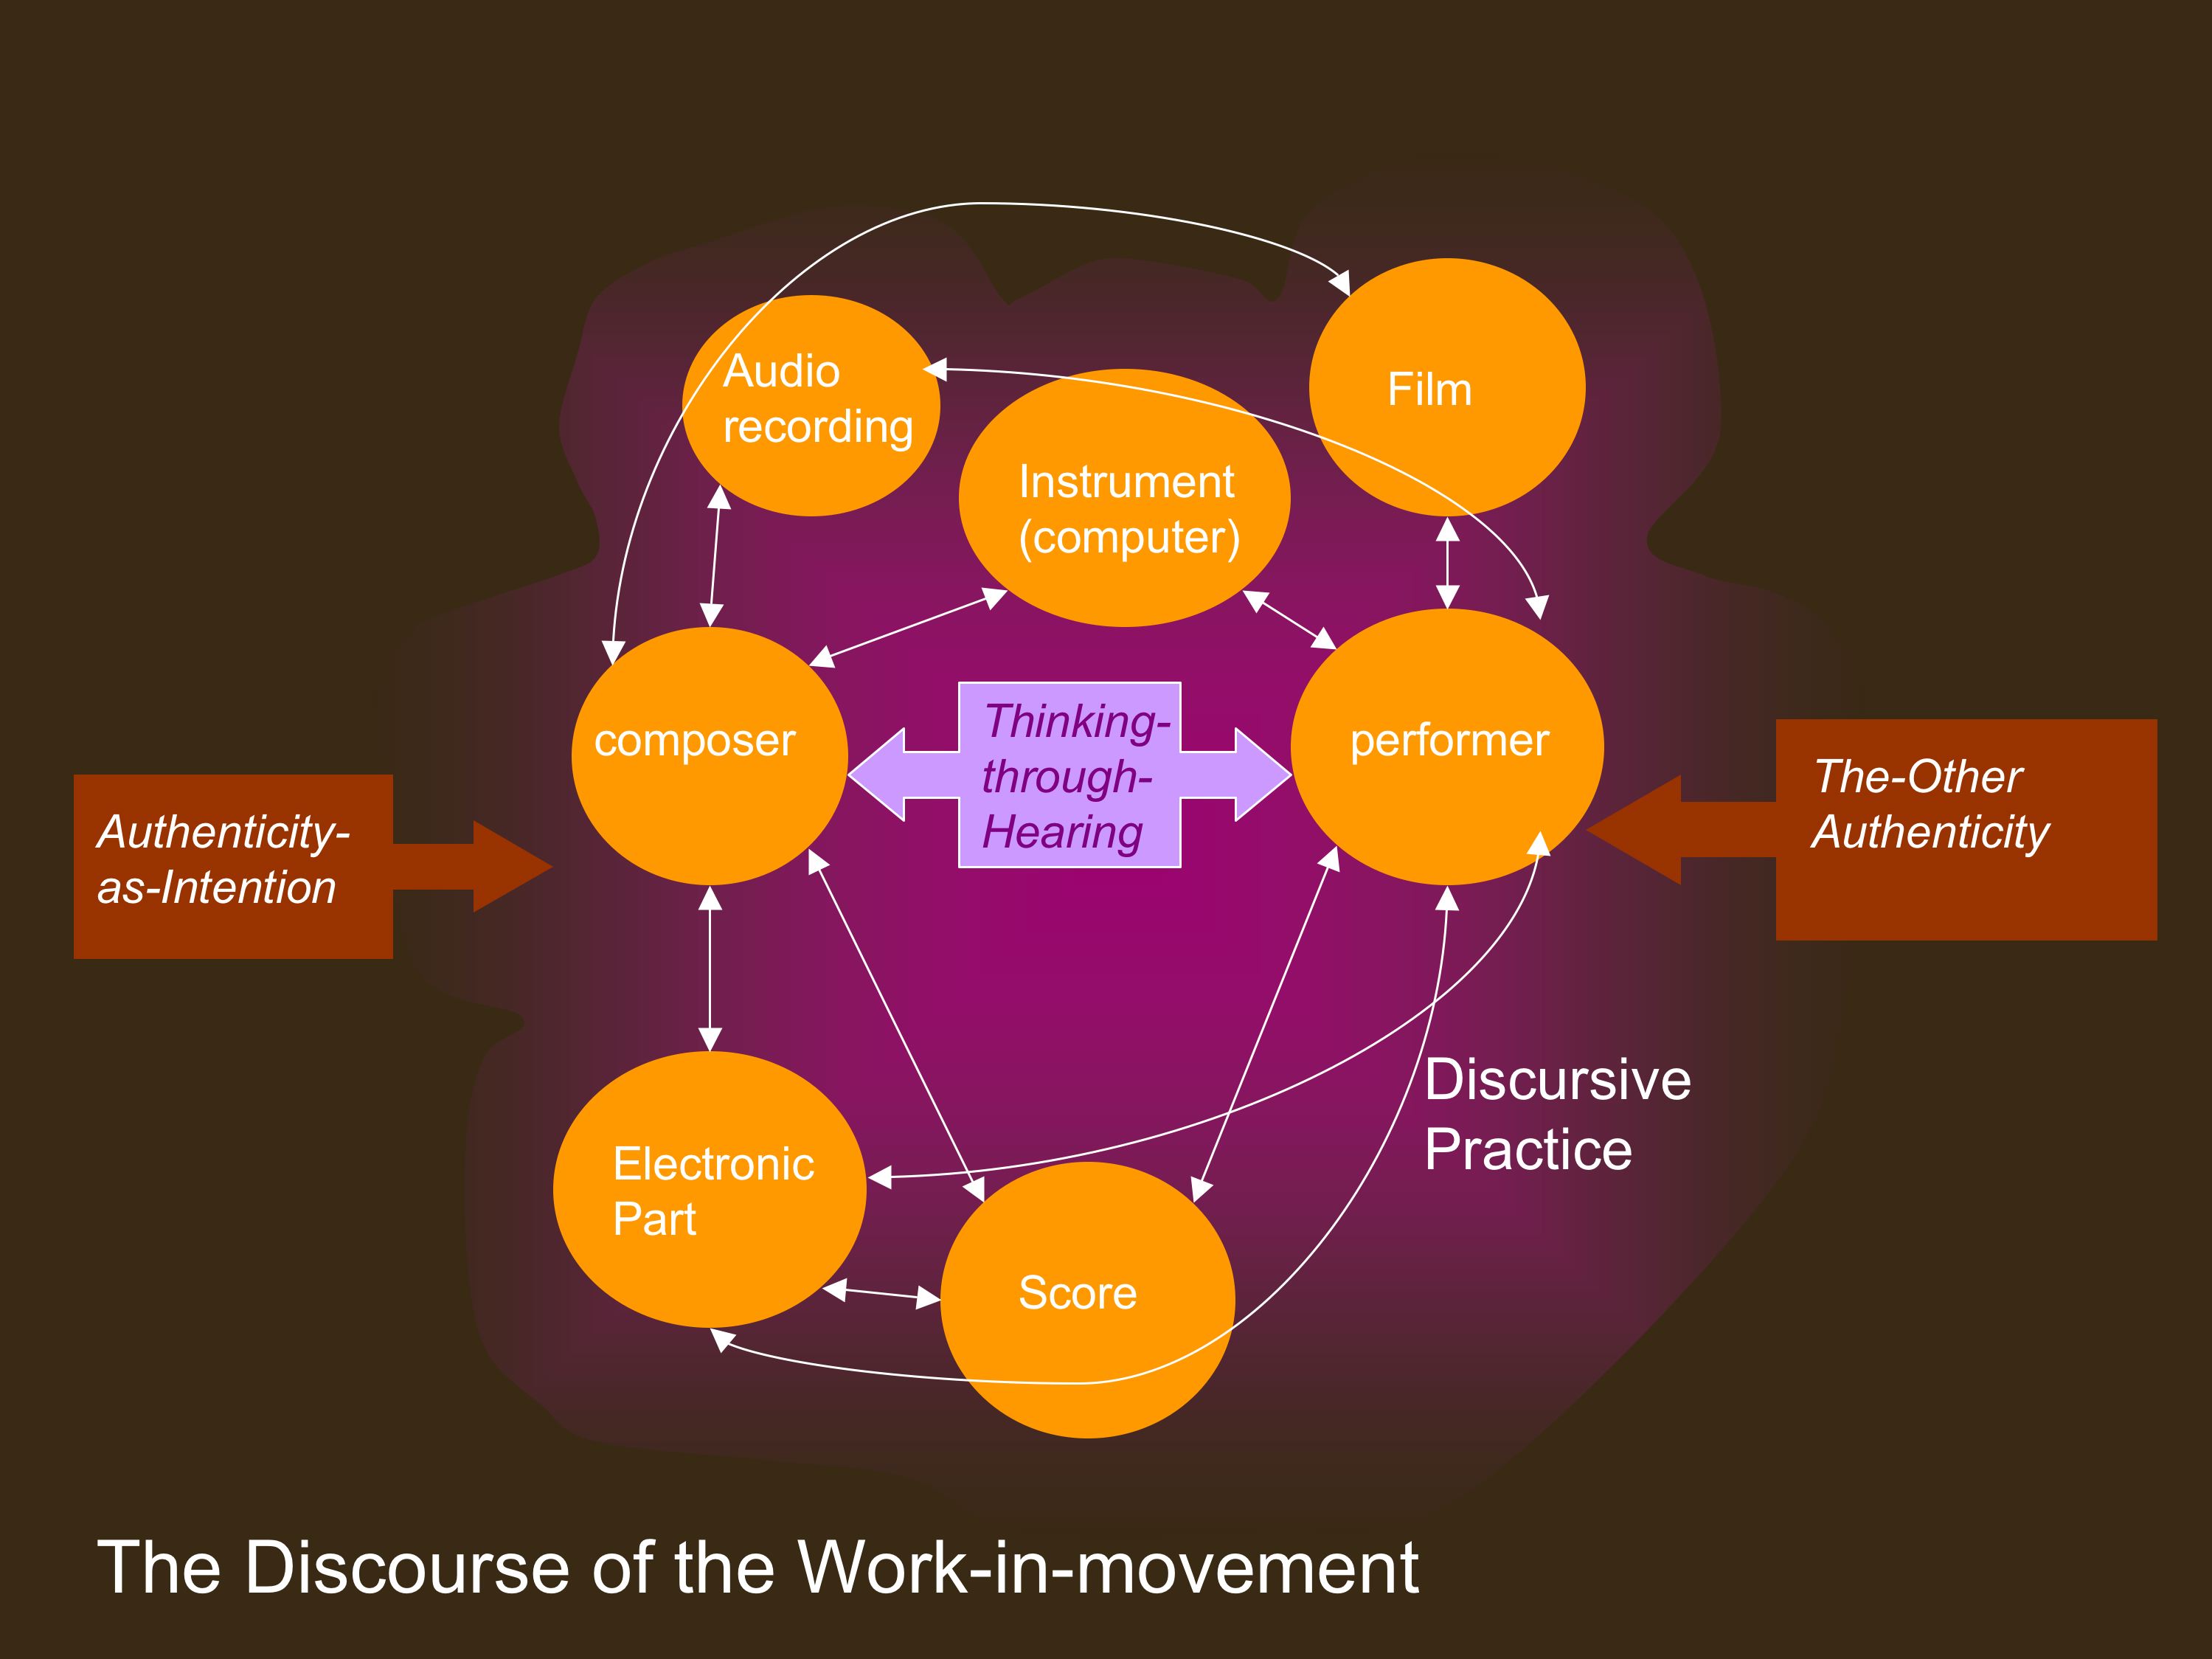 Audio
recording
Film
Instrument
(computer)
composer
Thinking-
through-
Hearing
performer
Authenticity-
as-Intention
The-Other
Authenticity
Discursive
Practice
Electronic
Part
Score
The Discourse of the Work-in-movement